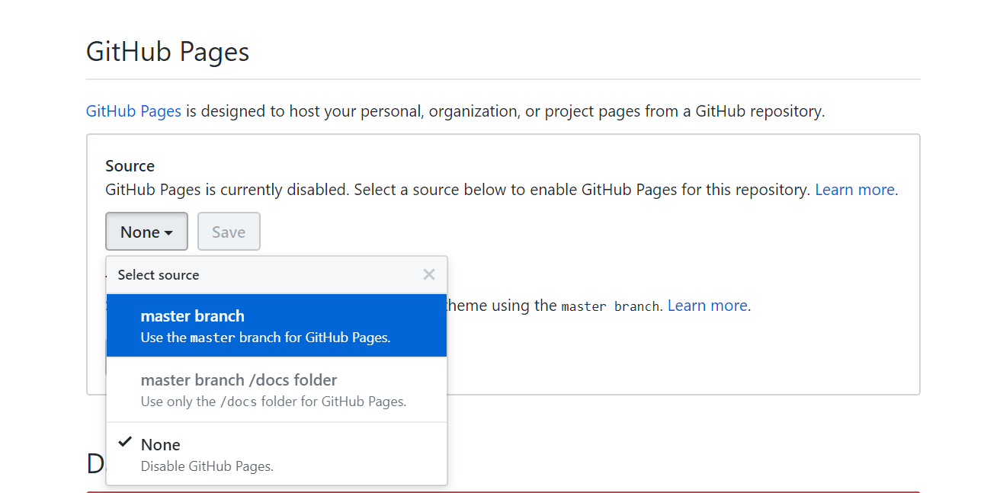 GitHub Pages
GitHub Pages is designed to host your personal, organization, or project pages from a GitHub repository.
Source
GitHub Pages is currently disabled. Select a source below to enable GitHub Pages for this repository. Learn more.
None
Save
Select source
master branch
Use the master branch for GitHub Pages.
theme using the master branch. Learn more.
master branch /docs folder
Use only the /docs folder for GitHub Pages.
None
Disable GitHub Pages.